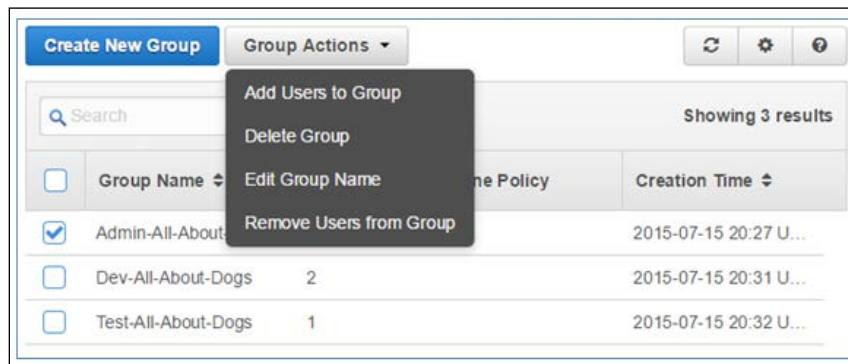 Create New Group Group Actions
Add Users to Group
Search Showing 3 results
Delete Group
Group Name Edit Group Name ne Policy Creation Time
Remove Users from Group
Admin-All-About- 2015-07-15 20:27 U...
Dev-All-About-Dogs 2 2015-07-15 20:31 U...
Test-All-About-Dogs 1 2015-07-15 20:32 U...